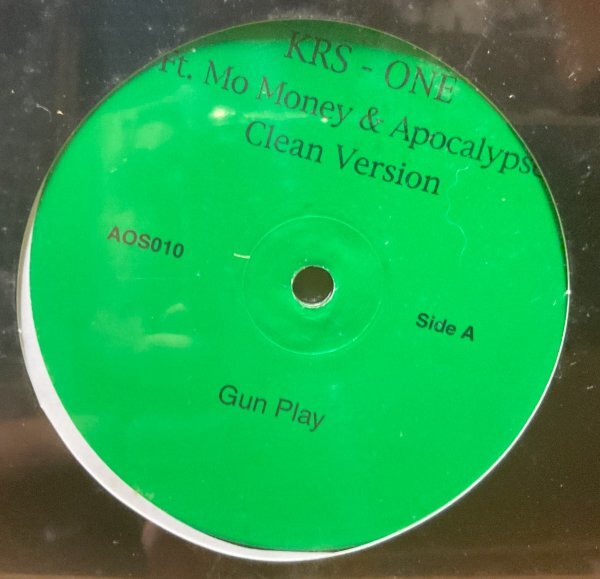 KRS - ONE
Ft. Mo Money & Apocalypse
Clean Version
AOS010
Side A
Gun Play